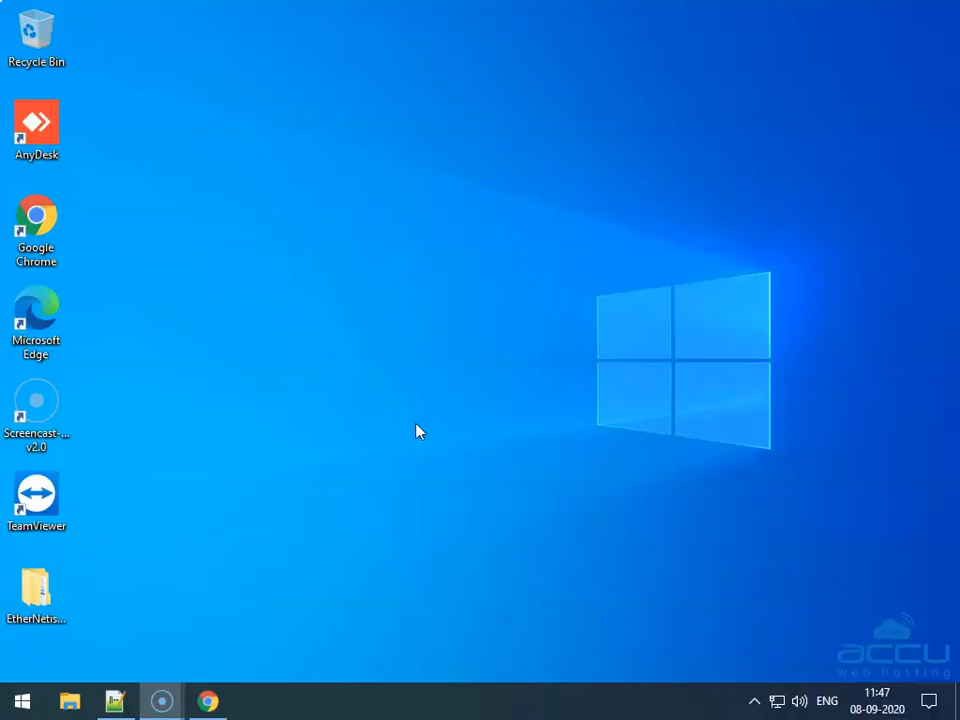 Recycle Bin
AnyDesk
Google
Chrome
Microsoft
Edge
Screencast-...
v2.0
TeamViewer
EtherNetis...
accu
web hosting
ENG
11:47
08-09-2020